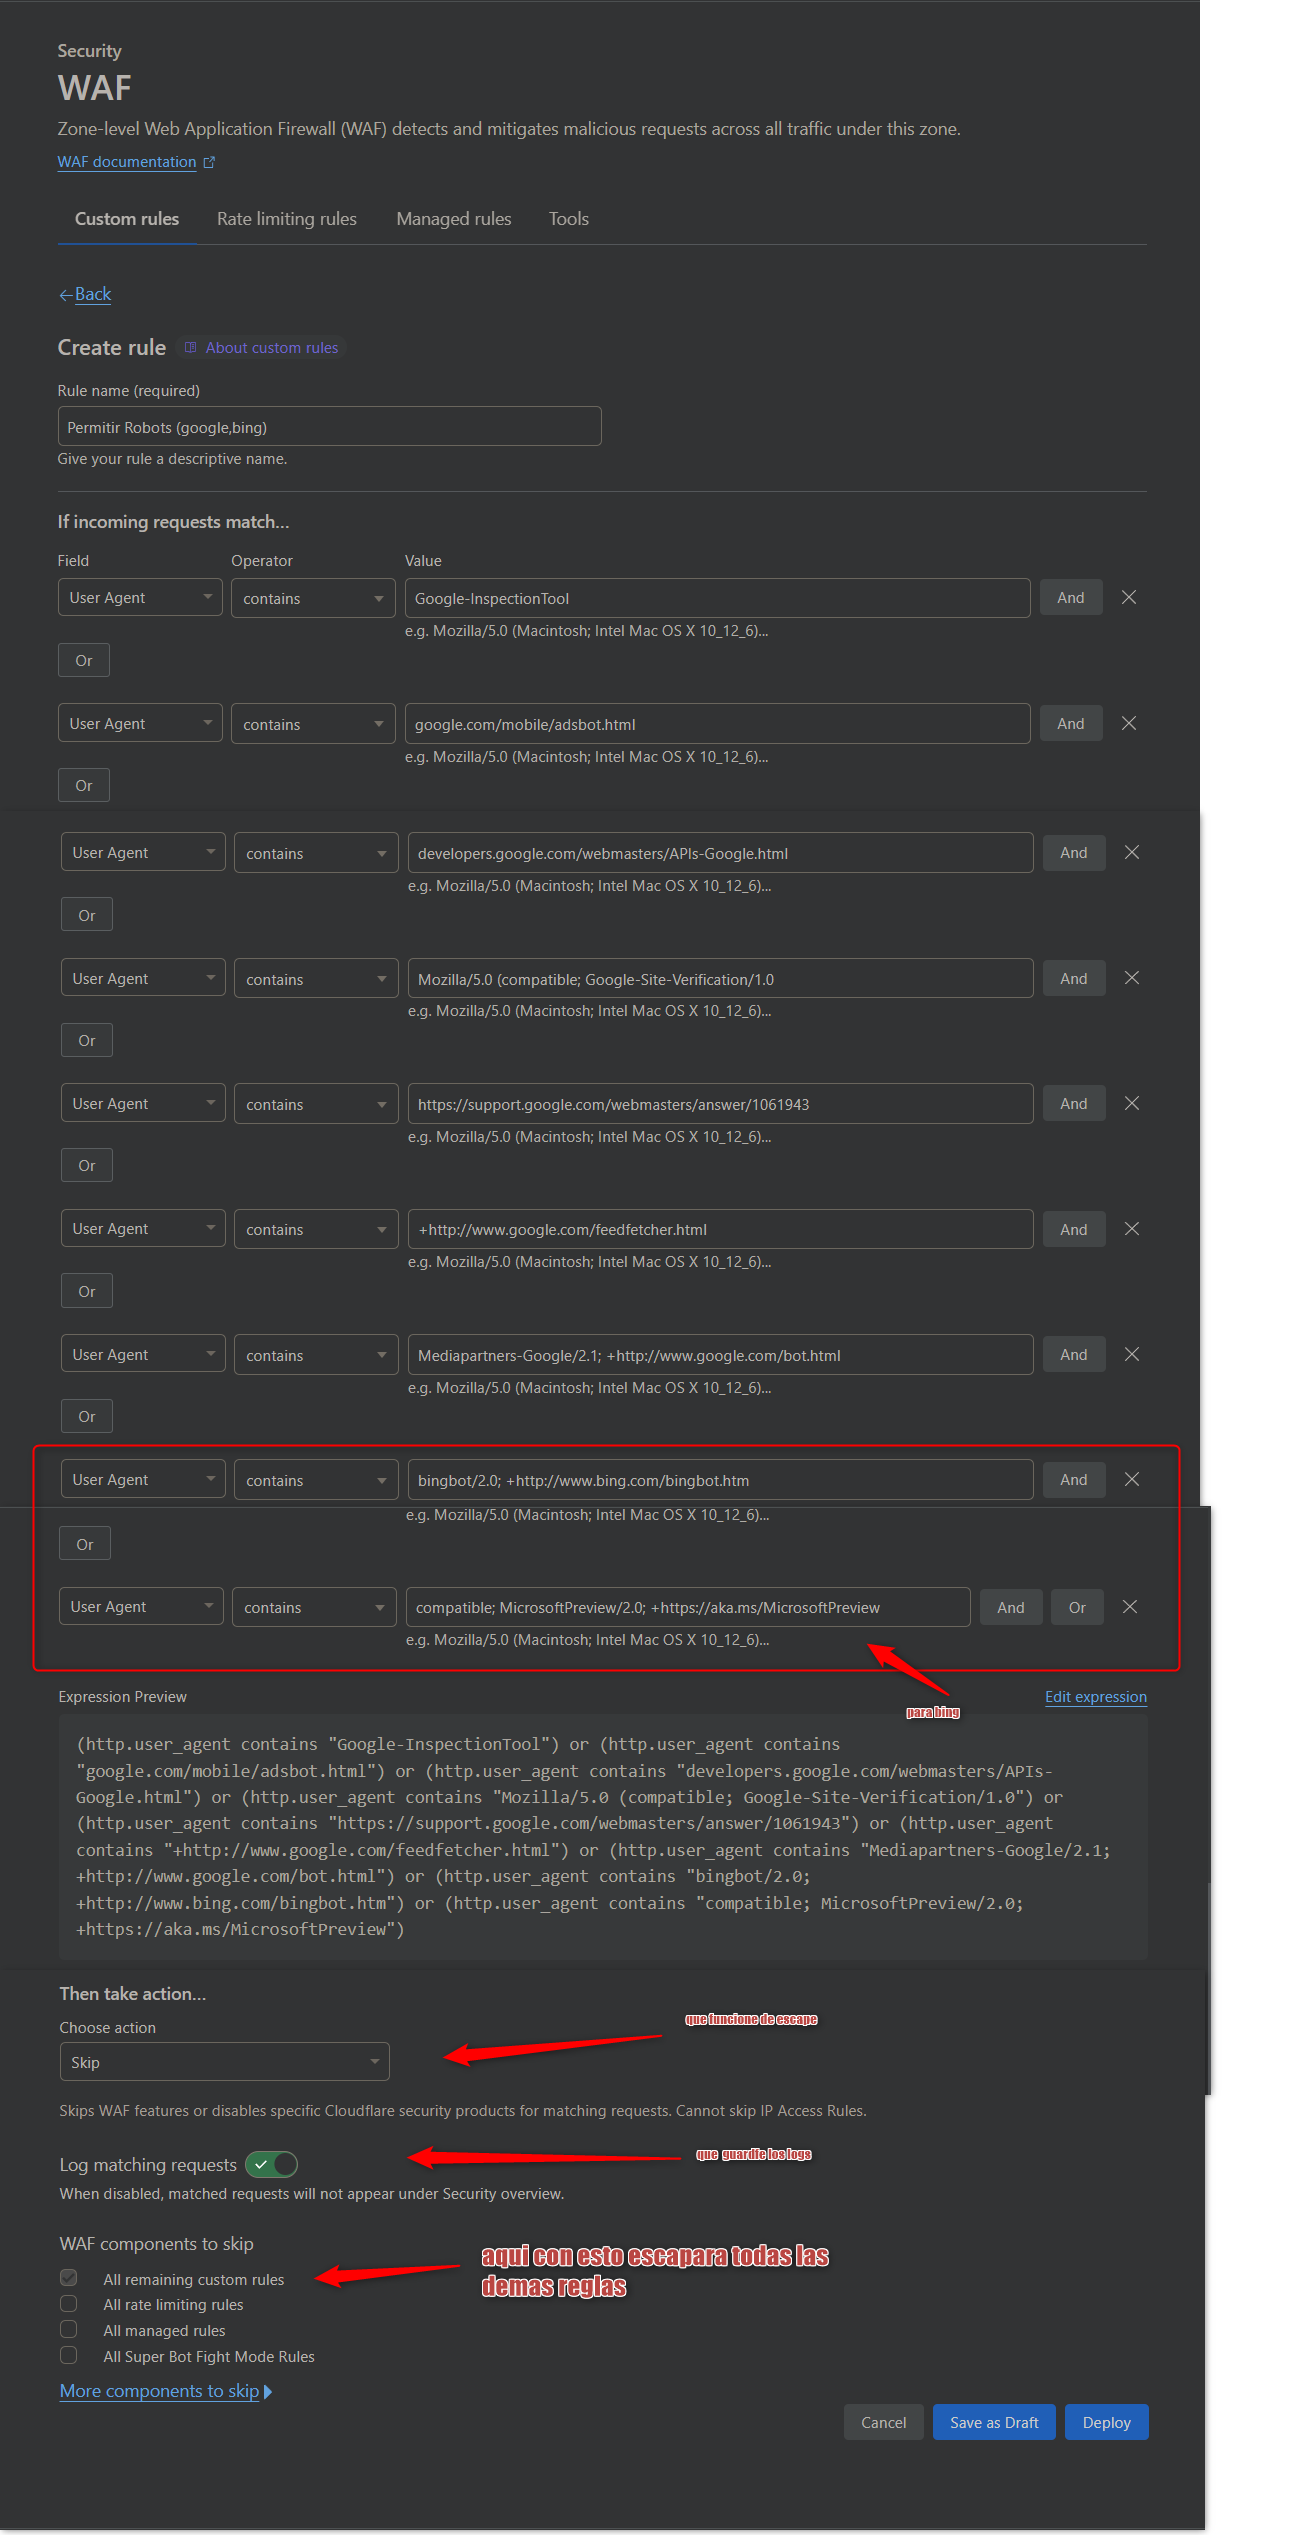 Security
WAF
Zone-level Web Application Firewall (WAF) detects and mitigates malicious requests across all traffic under this zone.
WAF documentation
Custom rules Rate limiting rules Managed rules Tools
←Back
Create rule About custom rules
Rule name (required)
Permitir Robots (google,bing)
Give your rule a descriptive name.
If incoming requests match...
Field Operator Value
User Agent contains Google-InspectionTool And
e.g. Mozilla/5.0 (Macintosh; Intel Mac OS X 10_12_6)...
Or
User Agent contains google.com/mobile/adsbot.html And
e.g. Mozilla/5.0 (Macintosh; Intel Mac OS X 10_12_6)...
Or
User Agent contains developers.google.com/webmasters/APIs-Google.html And
e.g. Mozilla/5.0 (Macintosh; Intel Mac OS X 10_12_6)...
Or
User Agent contains Mozilla/5.0 (compatible; Google-Site-Verification/1.0 And
e.g. Mozilla/5.0 (Macintosh; Intel Mac OS X 10_12_6)...
Or
User Agent contains https://support.google.com/webmasters/answer/1061943 And
e.g. Mozilla/5.0 (Macintosh; Intel Mac OS X 10_12_6)...
Or
User Agent contains +http://www.google.com/feedfetcher.html And
e.g. Mozilla/5.0 (Macintosh; Intel Mac OS X 10_12_6)...
Or
User Agent contains Mediapartners-Google/2.1; +http://www.google.com/bot.html And
e.g. Mozilla/5.0 (Macintosh; Intel Mac OS X 10_12_6)...
Or
User Agent contains bingbot/2.0; +http://www.bing.com/bingbot.htm And
e.g. Mozilla/5.0 (Macintosh; Intel Mac OS X 10_12_6)...
Or
User Agent contains compatible; MicrosoftPreview/2.0; +https://aka.ms/MicrosoftPreview And Or
e.g. Mozilla/5.0 (Macintosh; Intel Mac OS X 10_12_6)...
para bing
Expression Preview Edit expression
(http.user_agent contains "Google-InspectionTool") or (http.user_agent contains
"google.com/mobile/adsbot.html") or (http.user_agent contains "developers.google.com/webmasters/APIs-
Google.html") or (http.user_agent contains "Mozilla/5.0 (compatible; Google-Site-Verification/1.0") or
(http.user_agent contains "https://support.google.com/webmasters/answer/1061943") or (http.user_agent
contains "+http://www.google.com/feedfetcher.html") or (http.user_agent contains "Mediapartners-Google/2.1;
+http://www.google.com/bot.html") or (http.user_agent contains "bingbot/2.0;
+http://www.bing.com/bingbot.htm") or (http.user_agent contains "compatible; MicrosoftPreview/2.0;
+https://aka.ms/MicrosoftPreview")
Then take action...
que funcione de escape
Choose action
Skip
Skips WAF features or disables specific Cloudflare security products for matching requests. Cannot skip IP Access Rules.
que guardfe los logs
Log matching requests
When disabled, matched requests will not appear under Security overview.
WAF components to skip
aqui con esto escapara todas las
demas reglas
All remaining custom rules
All rate limiting rules
All managed rules
All Super Bot Fight Mode Rules
More components to skip
Cancel Save as Draft Deploy